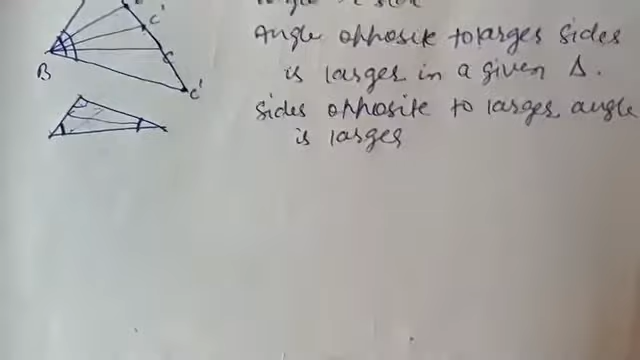 Angle opposite to larges sides
is larges in a given Δ.
Sides opposite to larges angle
is larges
C'
C
B
C'